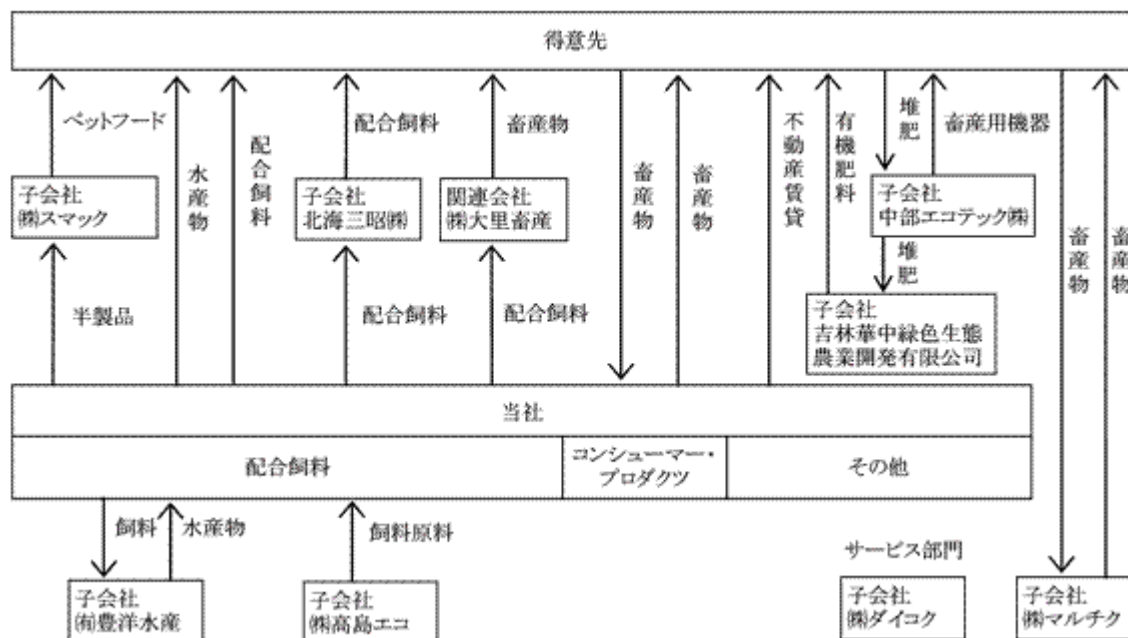 得意先
ペットフード
水産物
配合飼料
配合飼料
畜産物
畜産物
畜産物
不動産賃貸
有機肥料
堆肥
畜産用機器
畜産物
畜産物
子会社
㈱スマック
子会社
北海三昭㈱
関連会社
㈱大里畜産
子会社
中部エコテック㈱
堆肥
半製品
配合飼料
配合飼料
子会社
吉林華中緑色生態
農業開発有限公司
当社
配合飼料
コンシューマー・
プロダクツ
その他
飼料
水産物
飼料原料
サービス部門
子会社
㈲豊洋水産
子会社
㈱高島エコ
子会社
㈱ダイコク
子会社
㈱マルチク